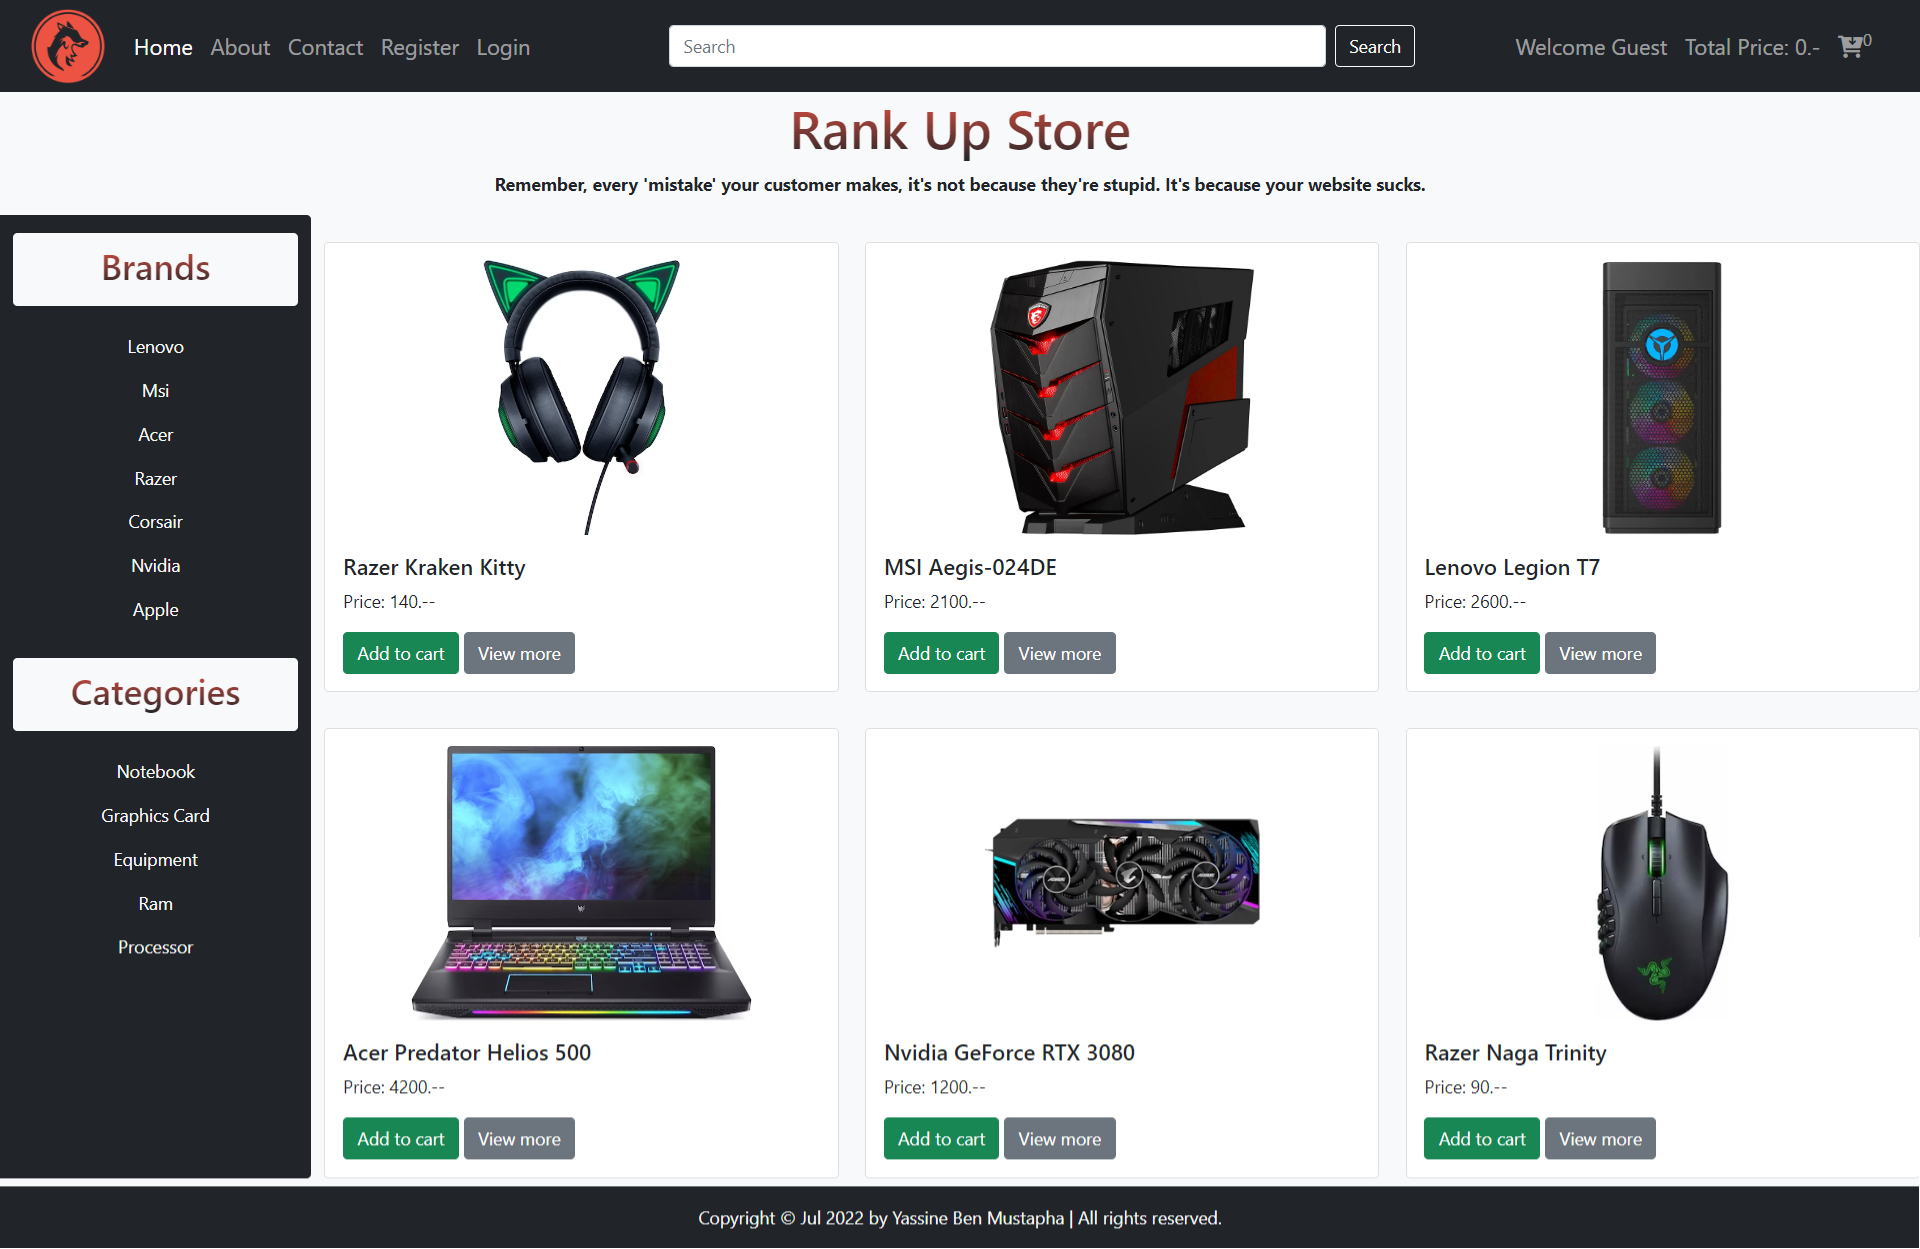 Home About Contact Register Login Search Search Welcome Guest Total Price: 0.- 0
Rank Up Store
Remember, every 'mistake' your customer makes, it's not because they're stupid. It's because your website sucks.
Brands
Lenovo
Msi
Acer
Razer
Corsair
Nvidia
Apple
Categories
Notebook
Graphics Card
Equipment
Ram
Processor
Razer Kraken Kitty
Price: 140.--
Add to cart View more
MSI Aegis-024DE
Price: 2100.--
Add to cart View more
Lenovo Legion T7
Price: 2600.--
Add to cart View more
Acer Predator Helios 500
Price: 4200.--
Add to cart View more
Nvidia GeForce RTX 3080
Price: 1200.--
Add to cart View more
Razer Naga Trinity
Price: 90.--
Add to cart View more
Copyright © Jul 2022 by Yassine Ben Mustapha | All rights reserved.